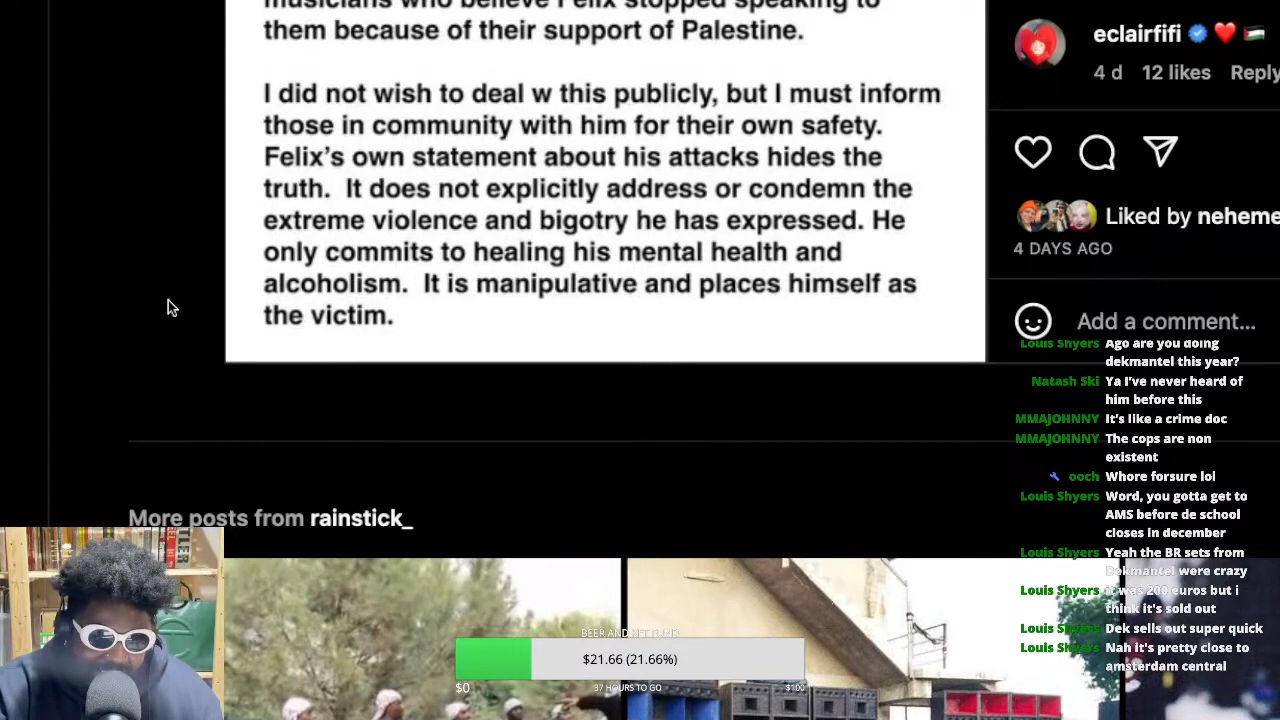 musicians who believe Felix stopped speaking to
them because of their support of Palestine.
I did not wish to deal w this publicly, but I must inform
those in community with him for their own safety.
Felix's own statement about his attacks hides the
truth.  It does not explicitly address or condemn the
extreme violence and bigotry he has expressed. He
only commits to healing his mental health and
alcoholism.  It is manipulative and places himself as
the victim.
eclairfifi
4 d 12 likes Reply
Liked by neheme
4 DAYS AGO
Add a comment...
Louis Shyers Ago are you doing
dekmantel this year?
Natash Ski Ya I've never heard of
him before this
MMAJOHNNY It's like a crime doc
MMAJOHNNY The cops are non
existent
ooch Whore forsure lol
Louis Shyers Word, you gotta get to
AMS before de school
closes in december
Louis Shyers Yeah the BR sets from
Dekmantel were crazy
Louis Shyers it was 200 euros but i
think it's sold out
Louis Shyers Dek sells out super quick
Louis Shyers Nah it's pretty close to
amsterdam central
More posts from rainstick_
BEER AND
$21.66 (21.66%)
$0 37 HOURS TO GO $100